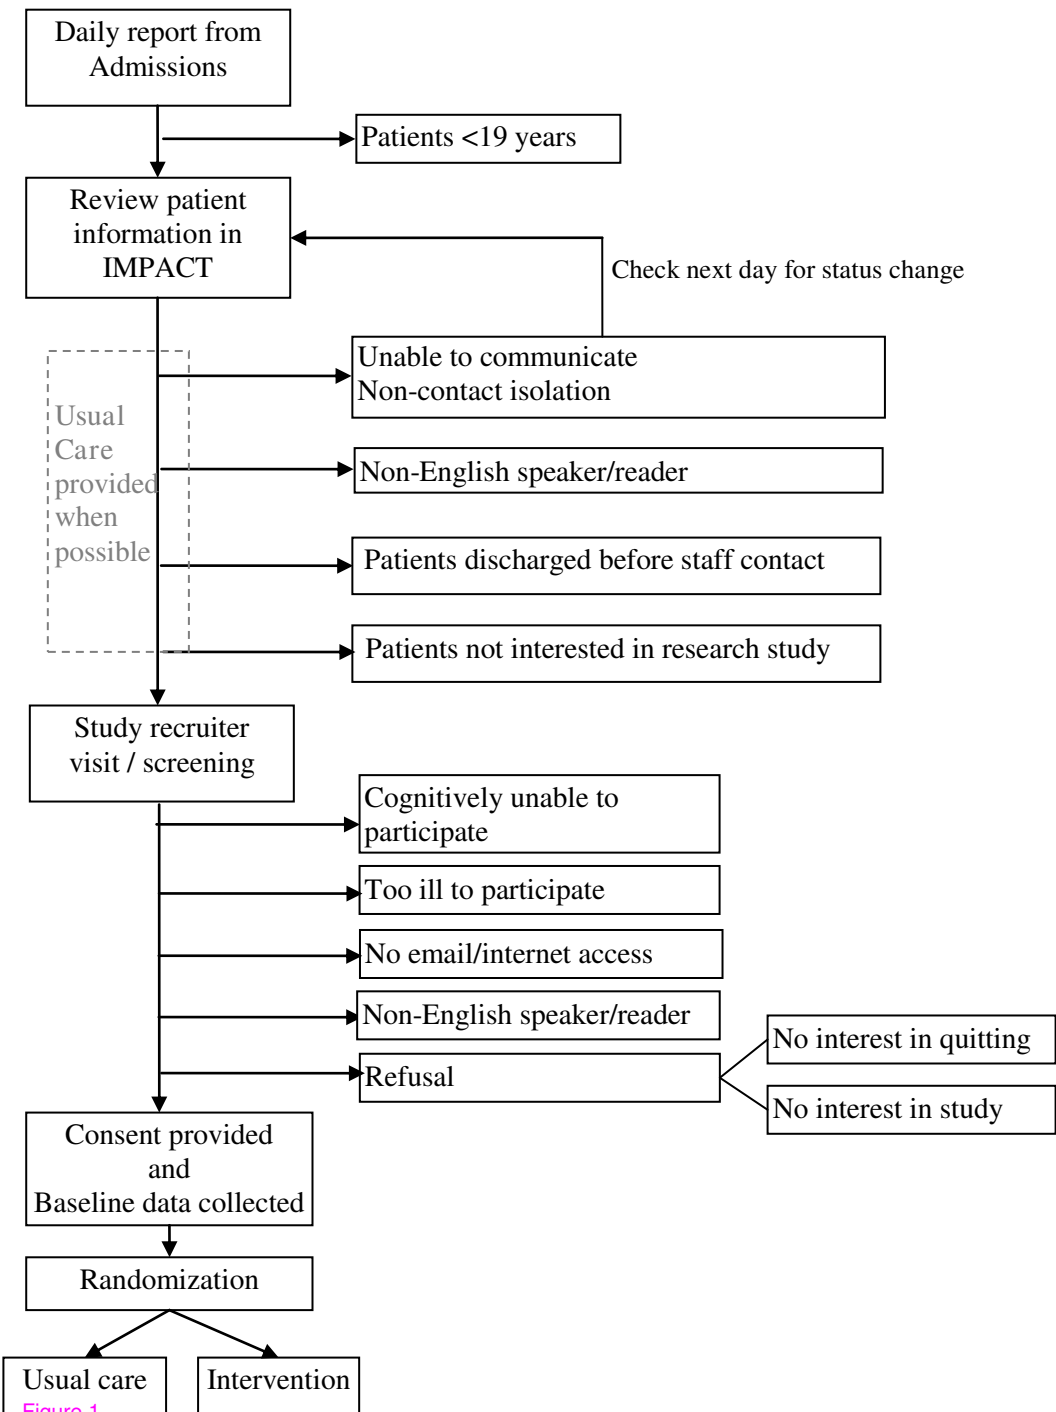 Daily report from
Admissions
Patients <19 years
Review patient
information in
IMPACT
Check next day for status change
Unable to communicate
Non-contact isolation
Usual
Care
provided
when
possible
Non-English speaker/reader
Patients discharged before staff contact
Patients not interested in research study
Study recruiter
visit / screening
Cognitively unable to
participate
Too ill to participate
No email/internet access
Non-English speaker/reader
Refusal
No interest in quitting
No interest in study
Consent provided
and
Baseline data collected
Randomization
Usual care
Intervention
Figure 1